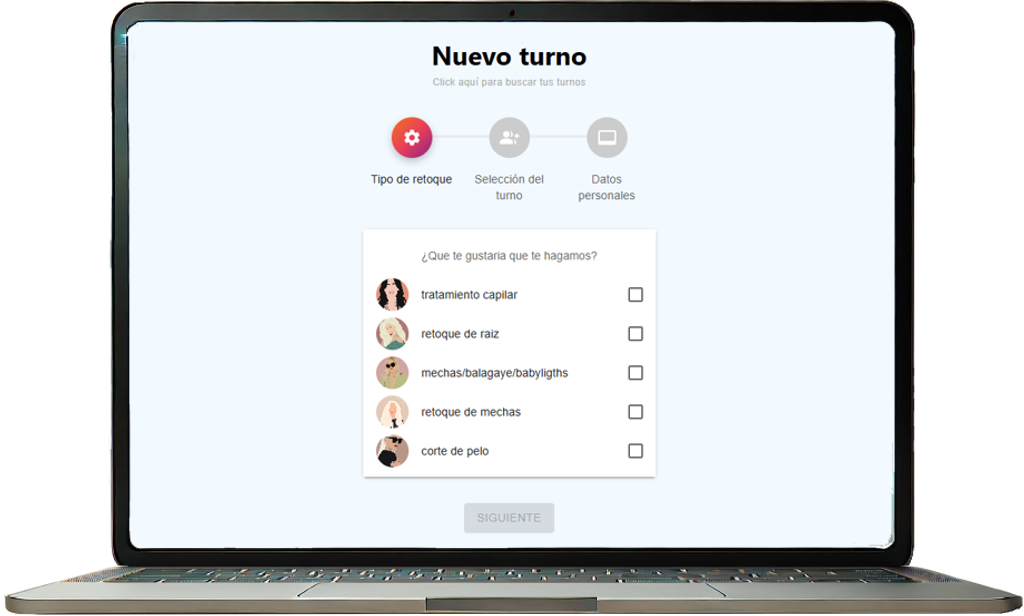 Nuevo turno
Click aquí para buscar tus turnos
Tipo de retoque
Selección del
turno
Datos
personales
¿Que te gustaria que te hagamos?
tratamiento capilar
retoque de raiz
mechas/balagaye/babyligths
retoque de mechas
corte de pelo
SIGUIENTE